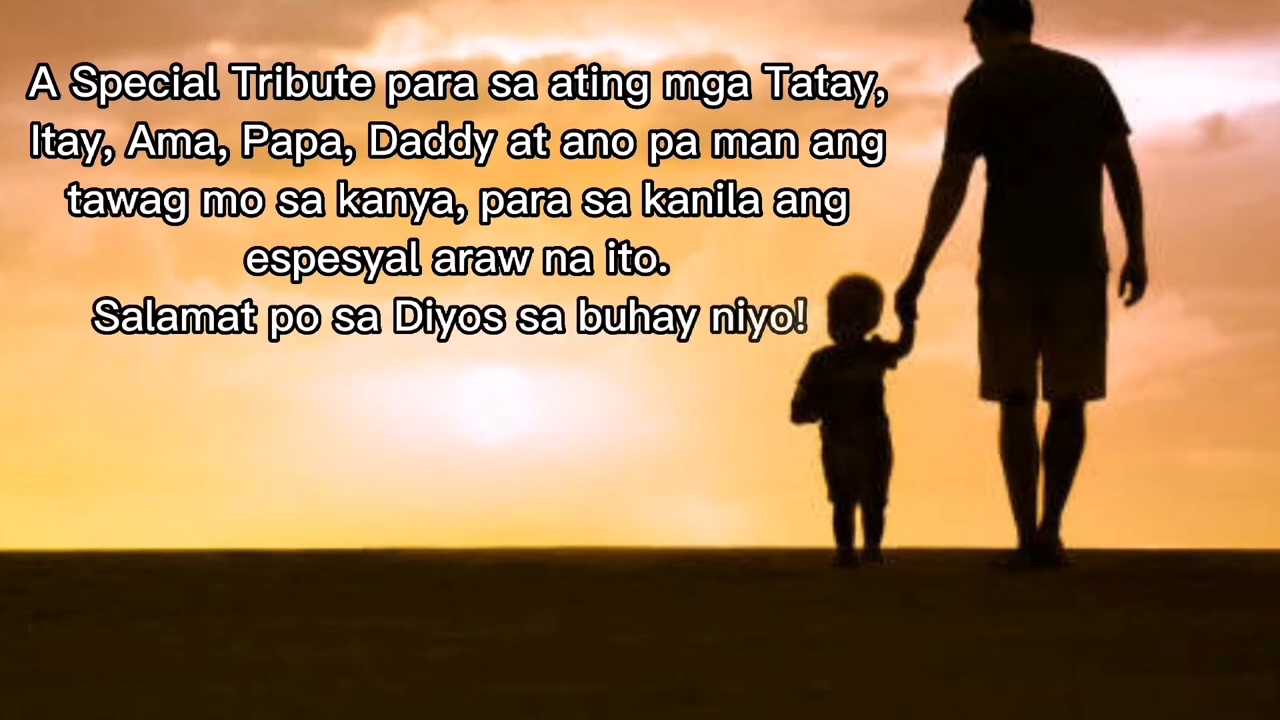 A Special Tribute para sa ating mga Tatay,
Itay, Ama, Papa, Daddy at ano pa man ang
tawag mo sa kanya, para sa kanila ang
espesyal araw na ito.
Salamat po sa Diyos sa buhay niyo!